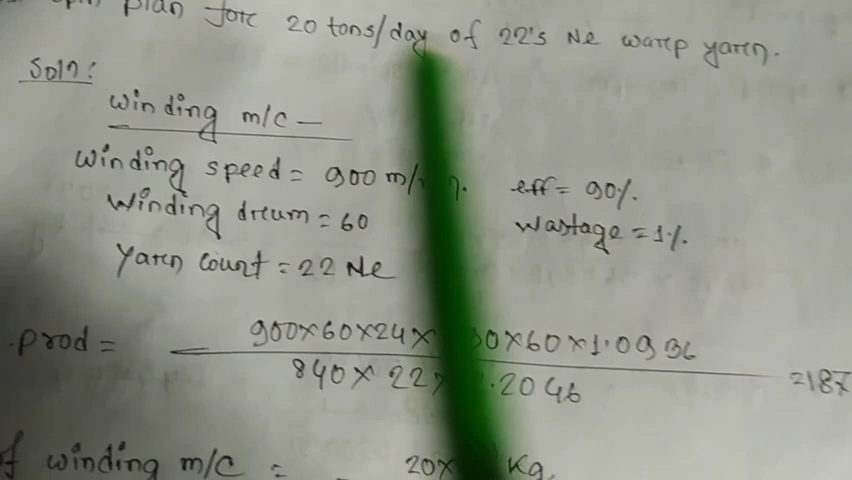 plan for 20 tons/day of 22's Ne warp yarn.
Soln:
Winding m/c —
Winding speed = 900 m/ eff = 90%.
Winding drum = 60 Wastage = 1%.
Yarn count = 22 Ne
prod = 900×60×24× 0×60×1.0936
840×22 .2046 =18
winding m/c = 20× Kg.